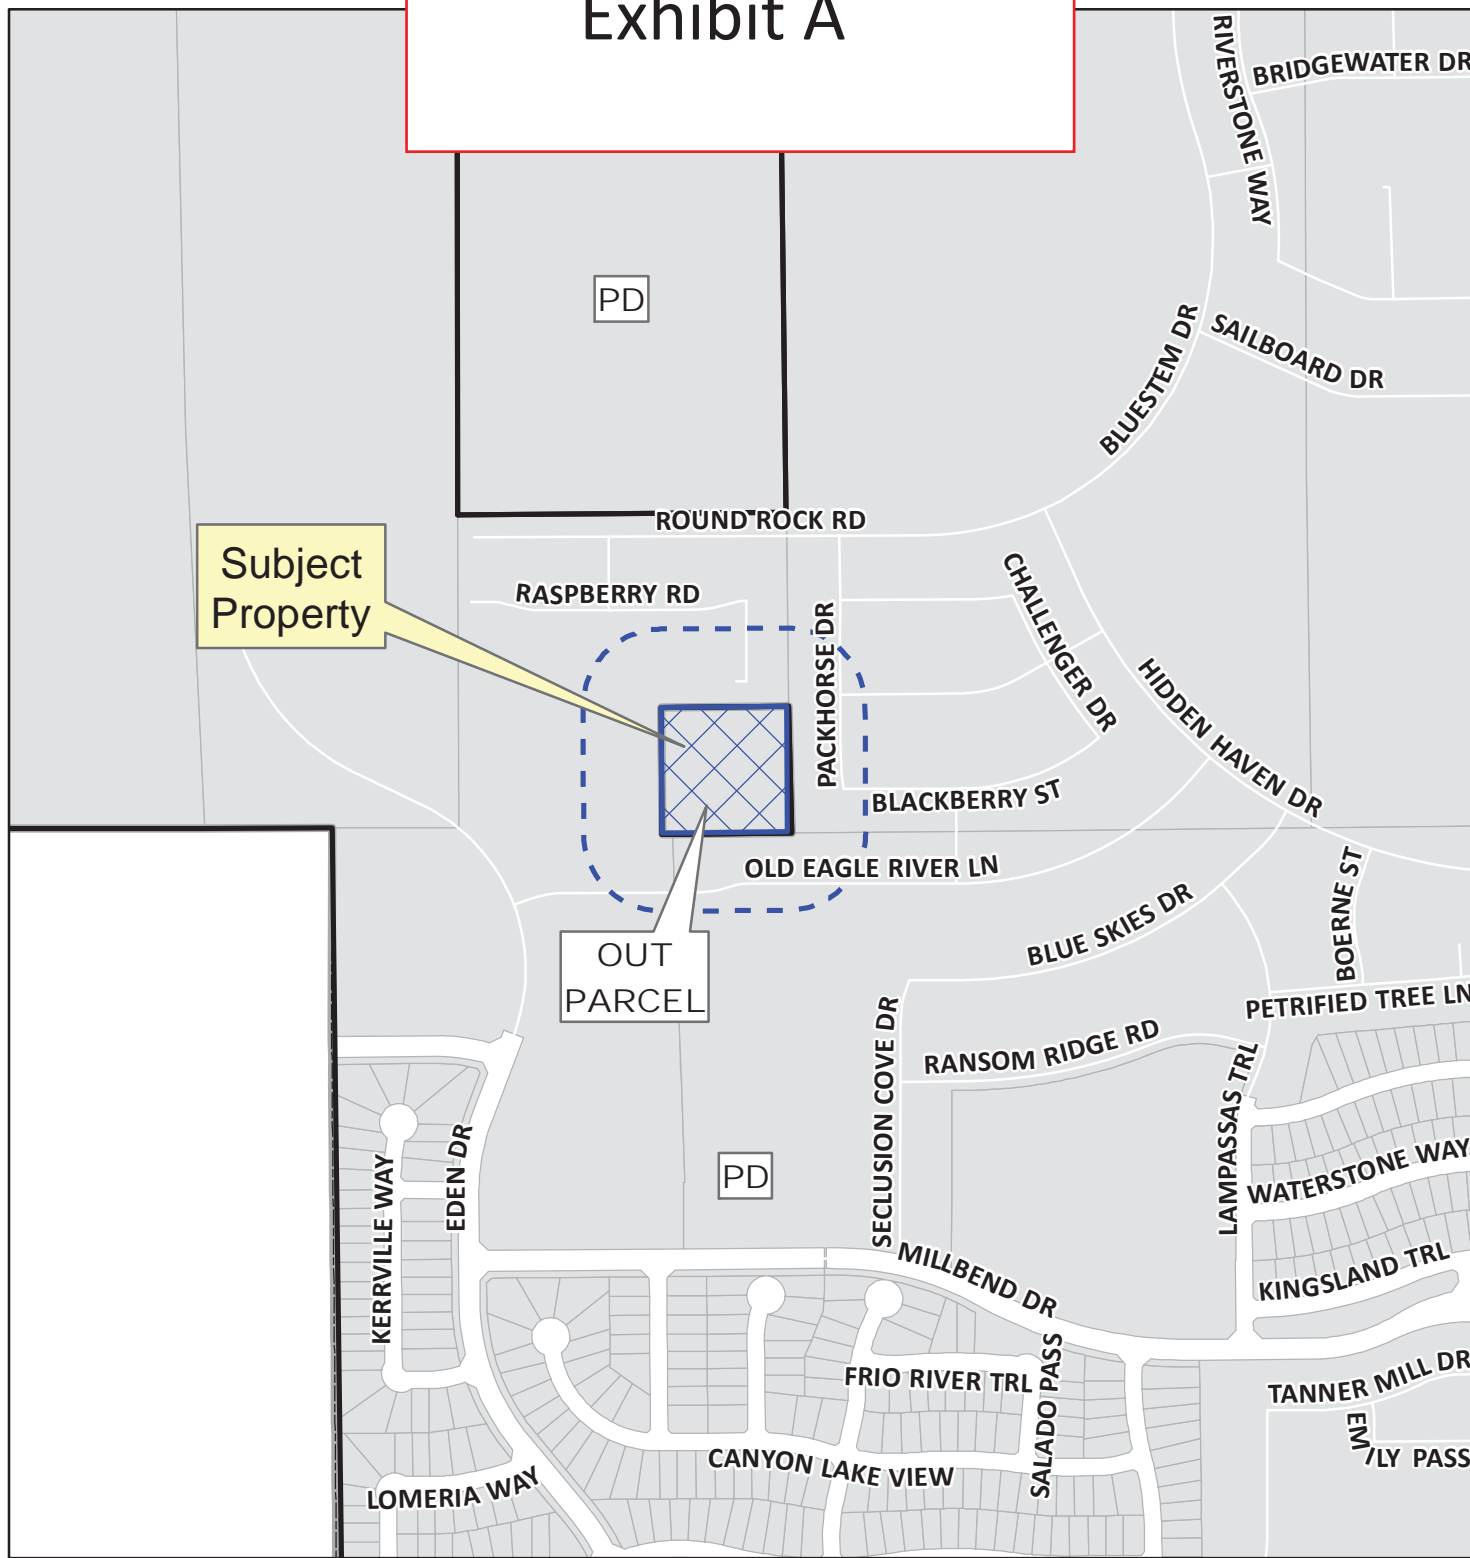 Exhibit A
RIVERSTONE WAY
BRIDGEWATER DR
PD
BLUESTEM DR
SAILBOARD DR
ROUND ROCK RD
Subject
Property
RASPBERRY RD
PACKHORSE DR
CHALLENGER DR
HIDDEN HAVEN DR
BLACKBERRY ST
OLD EAGLE RIVER LN
BLUE SKIES DR
BOERNE ST
OUT
PARCEL
PETRIFIED TREE LN
SECLUSION COVE DR
RANSOM RIDGE RD
LAMPASSAS TRL
KERRVILLE WAY
EDEN DR
PD
WATERSTONE WAY
MILLBEND DR
KINGSLAND TRL
FRIO RIVER TRL
SALADO PASS
TANNER MILL DR
EMILY PASS
CANYON LAKE VIEW
LOMERIA WAY